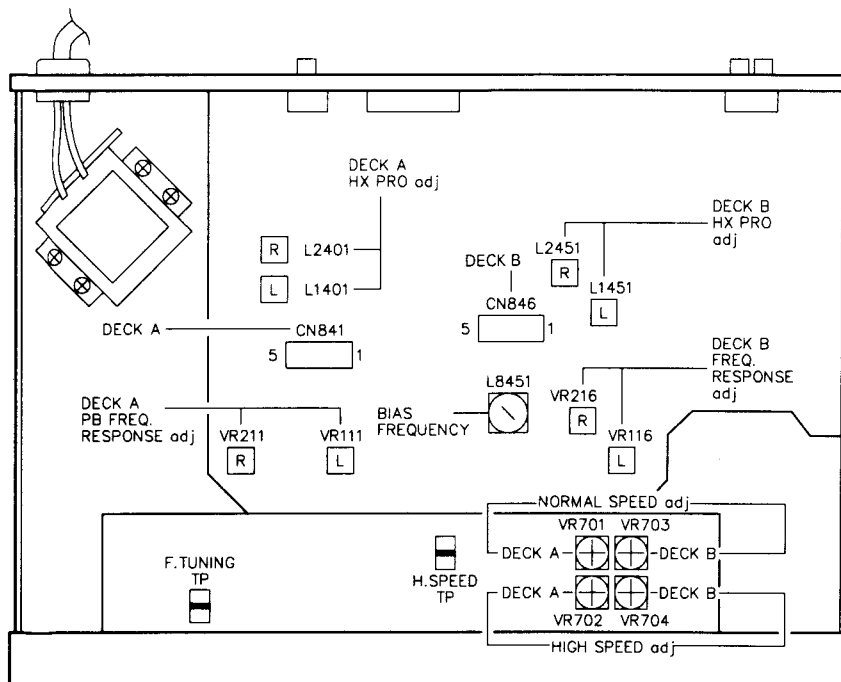 DECK A
HX PRO adj
R L2401
L L1401
DECK B
HX PRO
adj
L2451
R
L1451
L
DECK B
CN846
5 1
DECK A
CN841
5 1
DECK B
FREQ.
RESPONSE
adj
L8451
BIAS
FREQUENCY
VR216
R
VR116
L
DECK A
PB FREQ.
RESPONSE adj
VR211
R
VR111
L
NORMAL SPEED adj
VR701 VR703
DECK A DECK B
F.TUNING
TP
H.SPEED
TP
DECK A DECK B
VR702 VR704
HIGH SPEED adj